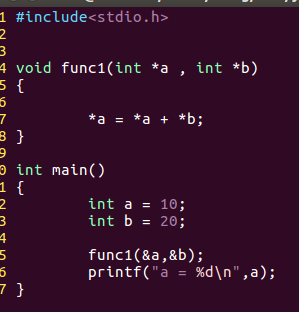 1 #include<stdio.h>
2
3
4 void func1(int *a , int *b)
5 {
6
7 *a = *a + *b;
8 }
9
0 int main()
1 {
2 int a = 10;
3 int b = 20;
4
5 func1(&a,&b);
6 printf("a = %d\n",a);
7 }